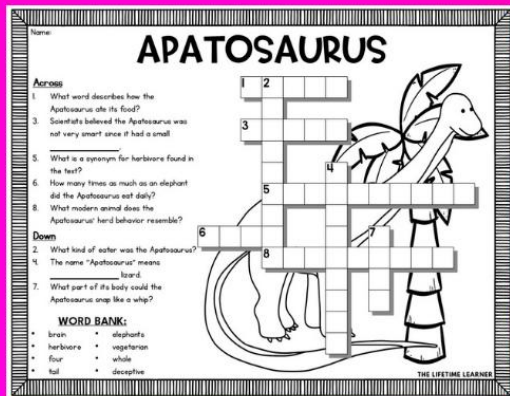 Name:
APATOSAURUS
Across
1. What word describes how the
Apatosaurus ate its food?
3. Scientists believed the Apatosaurus was
not very smart since it had a small
____________.
5. What is a synonym for herbivore found in
the text?
6. How many times as much as an elephant
did the Apatosaurus eat daily?
8. What modern animal does the
Apatosaurus' herd behavior resemble?
Down
2. What kind of eater was the Apatosaurus?
4. The name "Apatosaurus" means
____________ lizard.
7. What part of its body could the
Apatosaurus snap like a whip?
WORD BANK:
• brain • elephants
• herbivore • vegetarian
• four • whole
• tail • deceptive
1 2
3
4
5
6 7
8
THE LIFETIME LEARNER